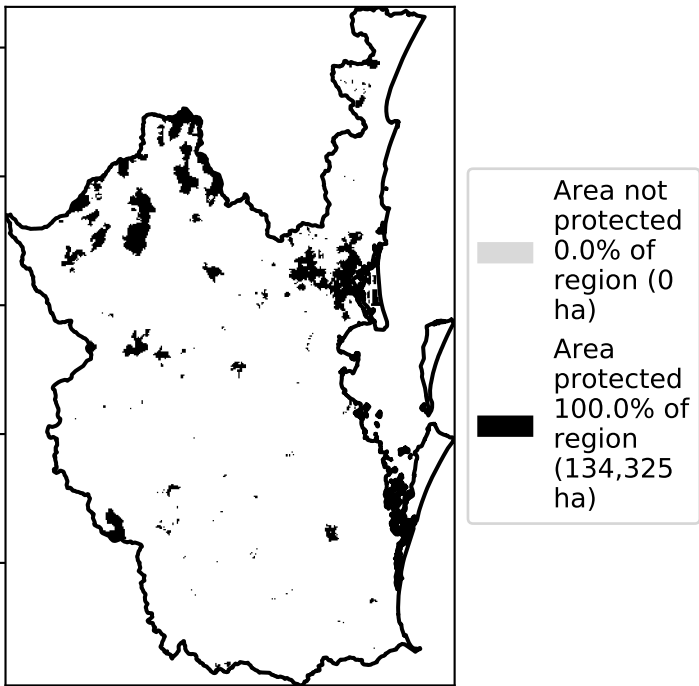 Area not
protected
0.0% of
region (0
ha)
Area
protected
100.0% of
region
(134,325
ha)